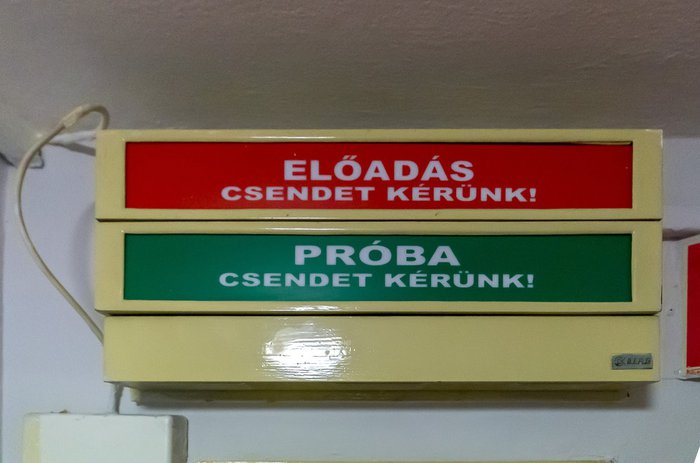 ELŐADÁS
CSENDET KÉRÜNK!
PRÓBA
CSENDET KÉRÜNK!